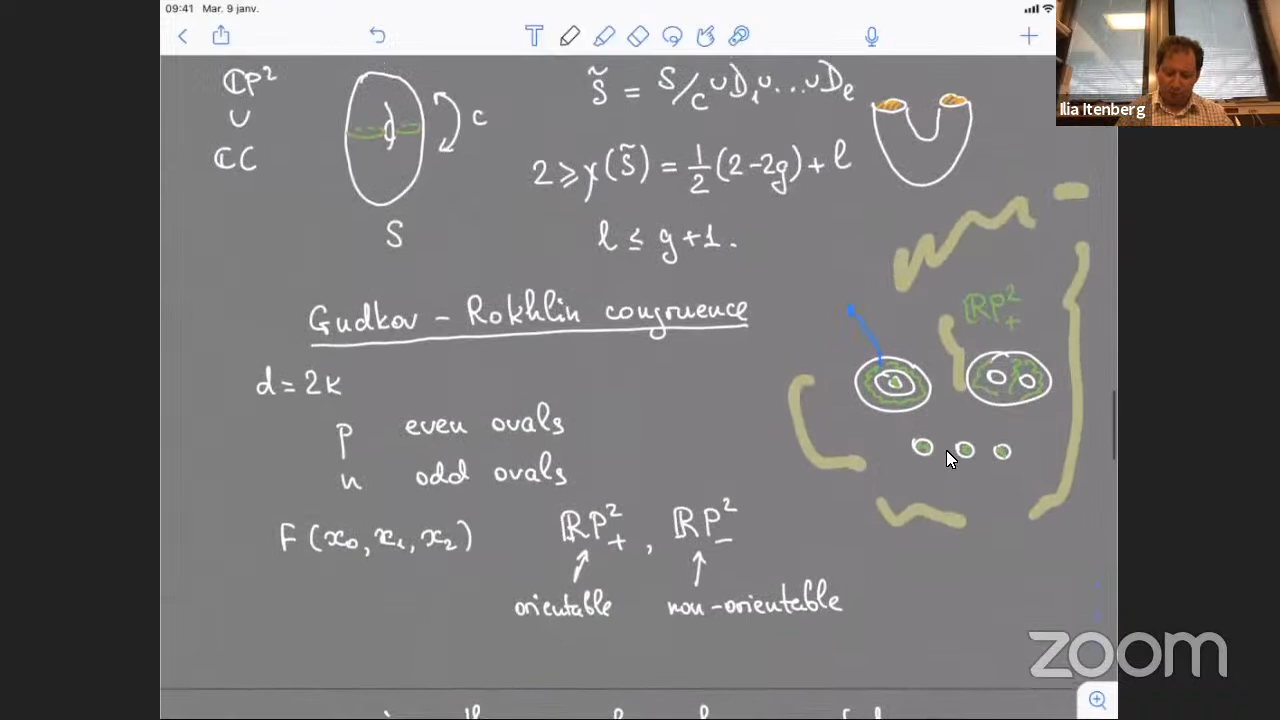 09:41 Mar. 9 janv.
Ilia Itenberg
ℂP²
∪
ℂC
c
S
S̃ = S/c ∪ D₁ ∪ ... ∪ Dₗ
2 ⩾ χ(S̃) = 1/2 (2-2g) + l
l ≤ g+1.
Gudkov – Rokhlin congruence
ℝP²₊
d = 2k
p even ovals
n odd ovals
F(x₀, x₁, x₂) ℝP²₊, ℝP²₋
orientable non-orientable
zoom